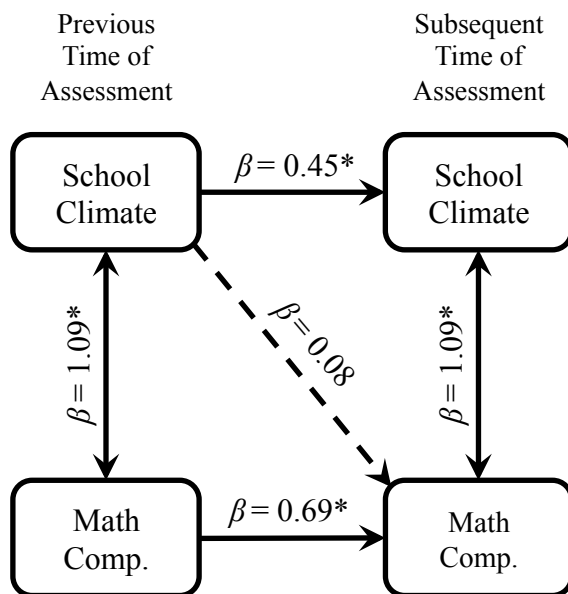 Previous
Time of
Assessment
Subsequent
Time of
Assessment
School
Climate
β = 0.45*
School
Climate
β = 1.09*
β = 0.08
β = 1.09*
Math
Comp.
β = 0.69*
Math
Comp.